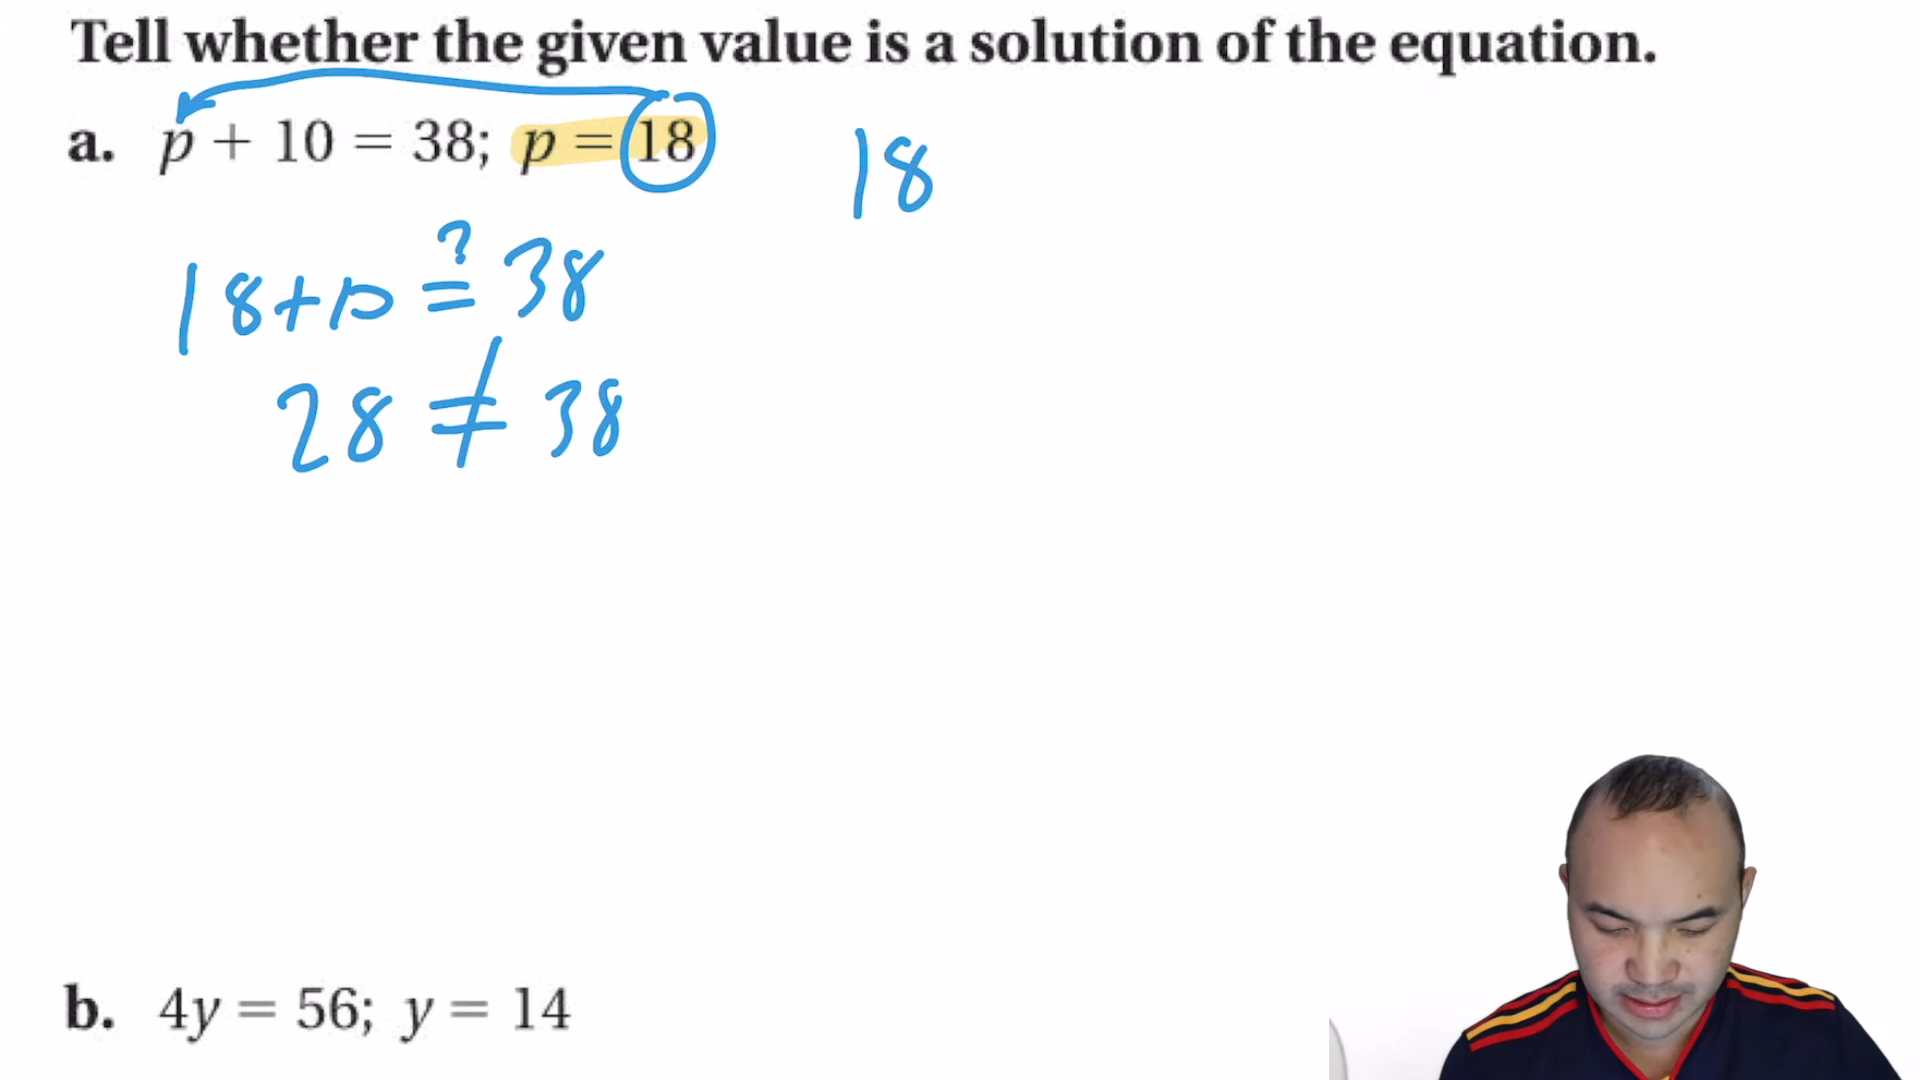 Tell whether the given value is a solution of the equation.
a. p + 10 = 38; p = 18
18
18+10 ?= 38
28 ≠ 38
b. 4y = 56; y = 14